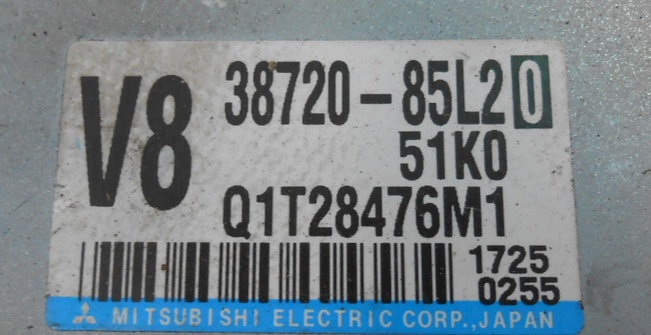 V8
38720-85L20
51K0
Q1T28476M1
1725
0255
MITSUBISHI ELECTRIC CORP., JAPAN